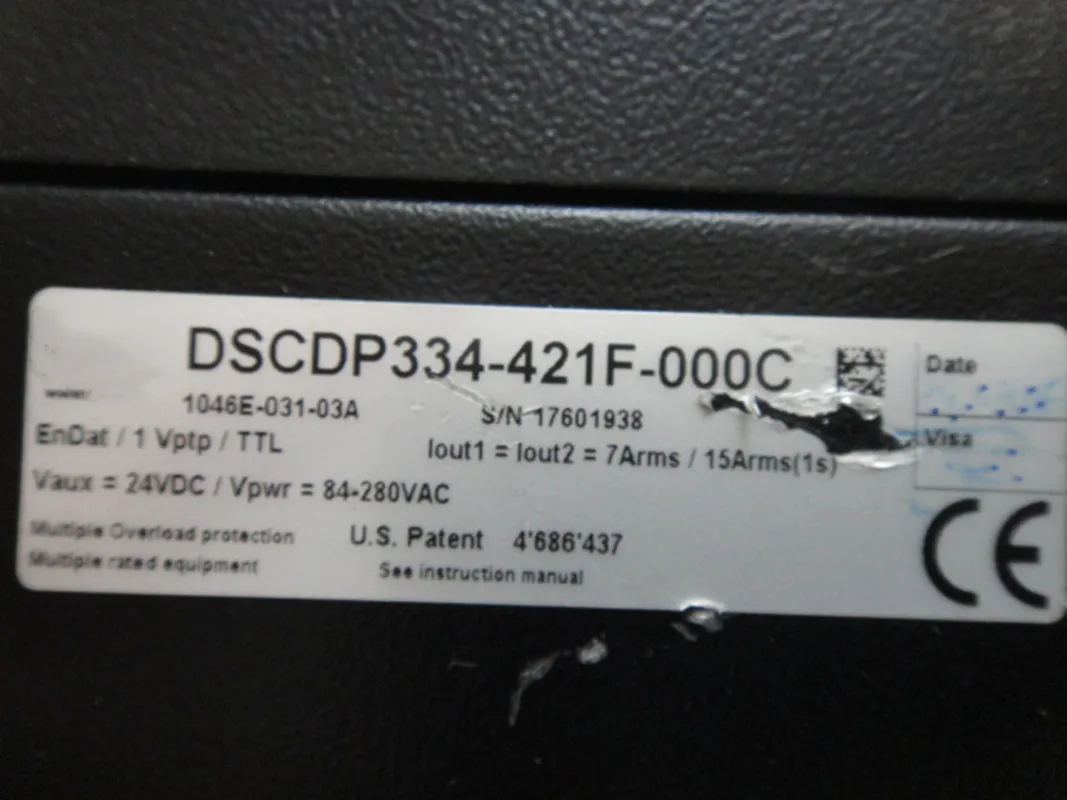 DSCDP334-421F-000C
Date
1046E-031-03A S/N 17601938
Visa
EnDat / 1 Vptp / TTL Iout1 = Iout2 = 7Arms / 15Arms(1s)
Vaux = 24VDC / Vpwr = 84-280VAC
Multiple Overload protection U.S. Patent 4'686'437
Multiple rated equipment See instruction manual
CE